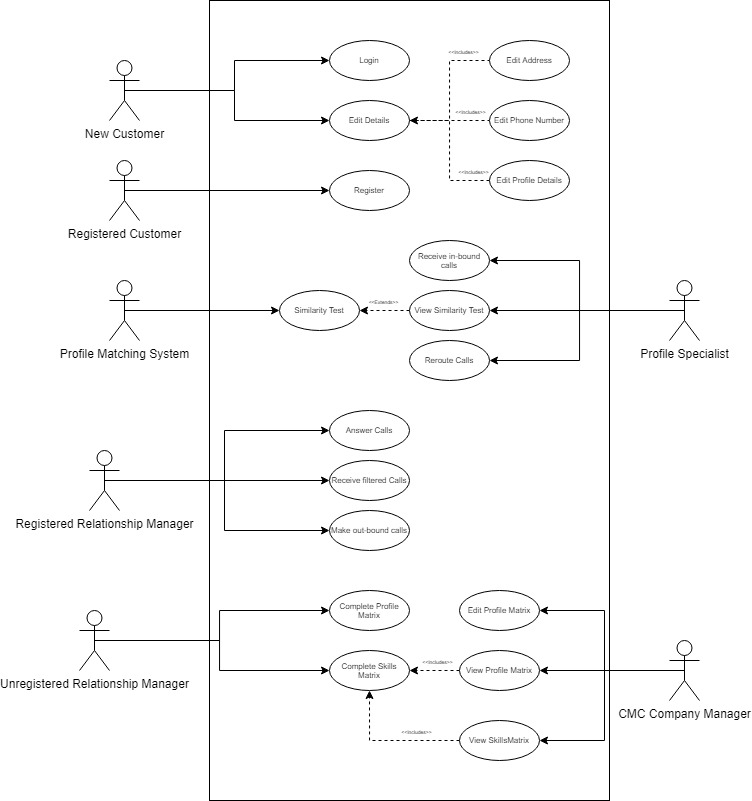 Login
<<Includes>>
Edit Address
New Customer
Edit Details
<<Includes>>
Edit Phone Number
<<Includes>>
Edit Profile Details
Registered Customer
Register
Receive in-bound
calls
Profile Matching System
Similarity Test
<<Extends>>
View Similarity Test
Profile Specialist
Reroute Calls
Answer Calls
Registered Relationship Manager
Receive filtered Calls
Make out-bound calls
Complete Profile
Matrix
Edit Profile Matrix
Unregistered Relationship Manager
Complete Skills
Matrix
<<Includes>>
View Profile Matrix
CMC Company Manager
<<Includes>>
View SkillsMatrix